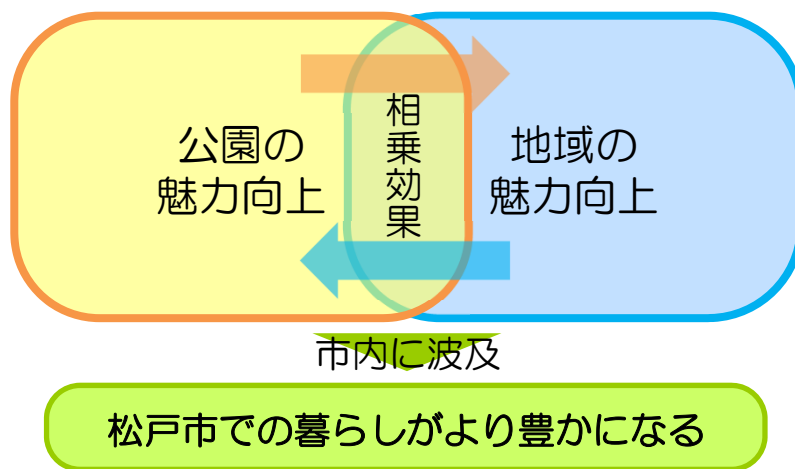 公園の
魅力向上
相乗効果
地域の
魅力向上
市内に波及
松戸市での暮らしがより豊かになる